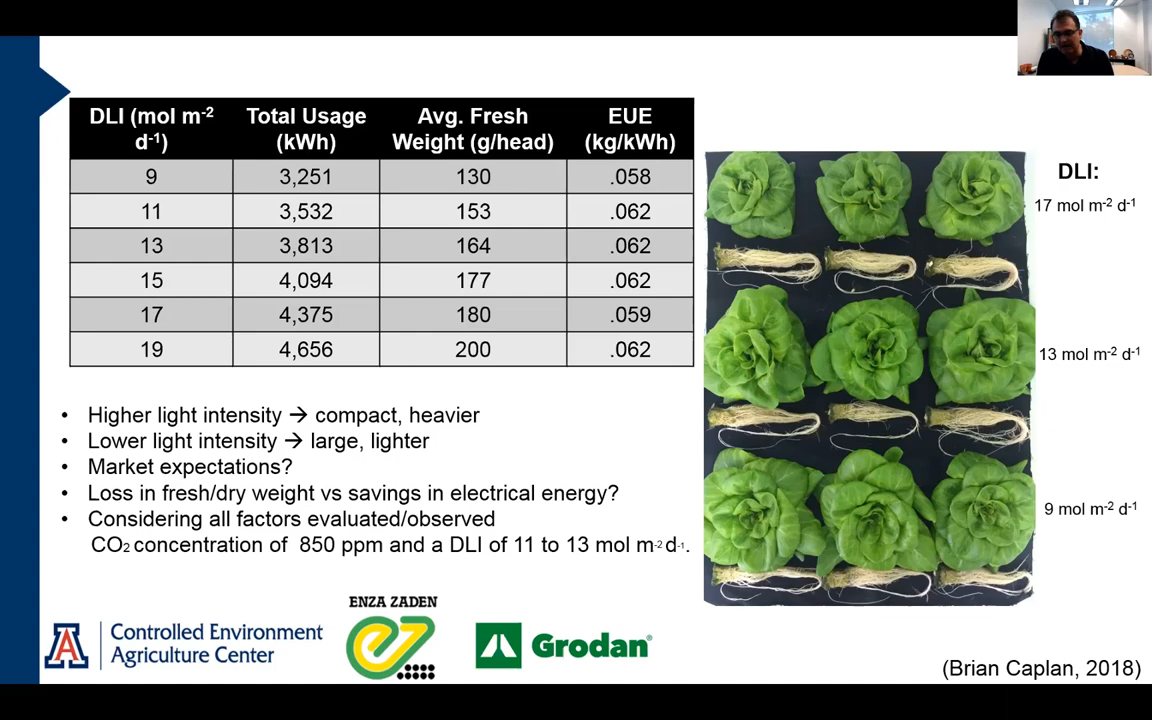 DLI (mol m-2 d-1) Total Usage (kWh) Avg. Fresh Weight (g/head) EUE (kg/kWh)
9 3,251 130 .058
11 3,532 153 .062
13 3,813 164 .062
15 4,094 177 .062
17 4,375 180 .059
19 4,656 200 .062
DLI:
17 mol m-2 d-1
13 mol m-2 d-1
9 mol m-2 d-1
• Higher light intensity → compact, heavier
• Lower light intensity → large, lighter
• Market expectations?
• Loss in fresh/dry weight vs savings in electrical energy?
• Considering all factors evaluated/observed
CO2 concentration of 850 ppm and a DLI of 11 to 13 mol m-2 d-1.
A
Controlled Environment
Agriculture Center
ENZA ZADEN
Grodan®
(Brian Caplan, 2018)